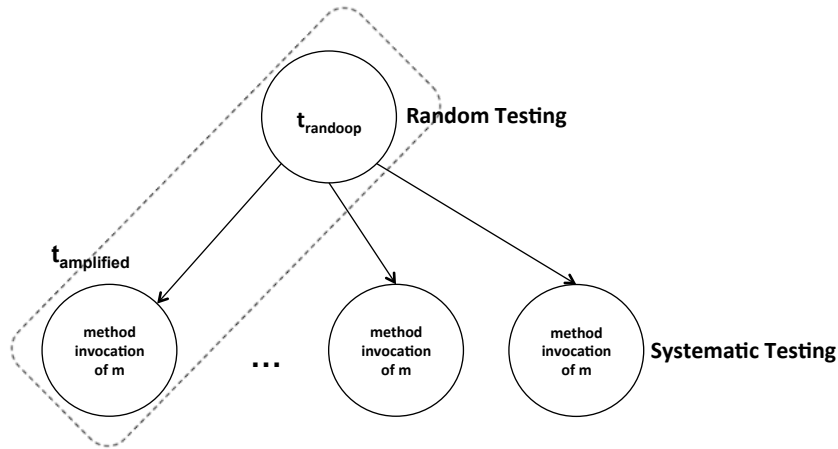 t_randoop
Random Testing
t_amplified
method
invocation
of m
...
method
invocation
of m
method
invocation
of m
Systematic Testing